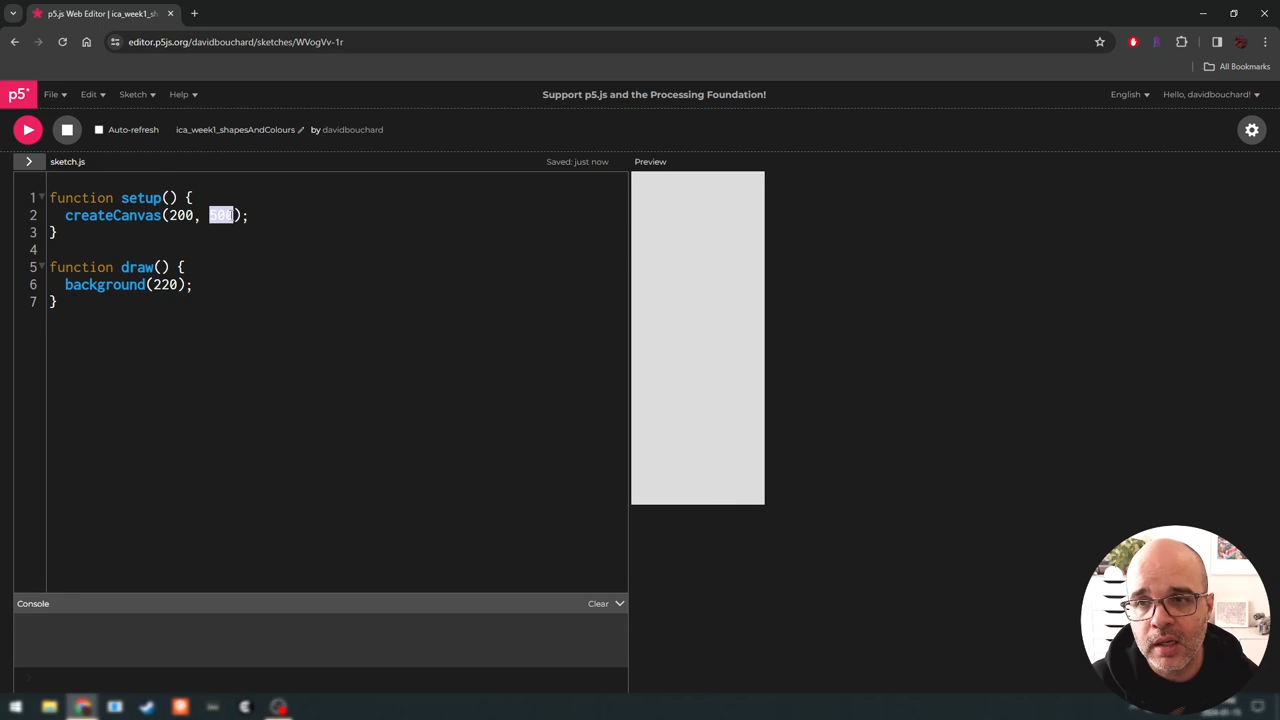 p5.js Web Editor | ica_week1_sh
editor.p5js.org/davidbouchard/sketches/WVogVv-1r
All Bookmarks
p5* File Edit Sketch Help Support p5.js and the Processing Foundation! English Hello, davidbouchard!
Auto-refresh ica_week1_shapesAndColours by davidbouchard
sketch.js Saved: just now Preview
1 function setup() {
2 createCanvas(200, 500);
3 }
4
5 function draw() {
6 background(220);
7 }
Console Clear